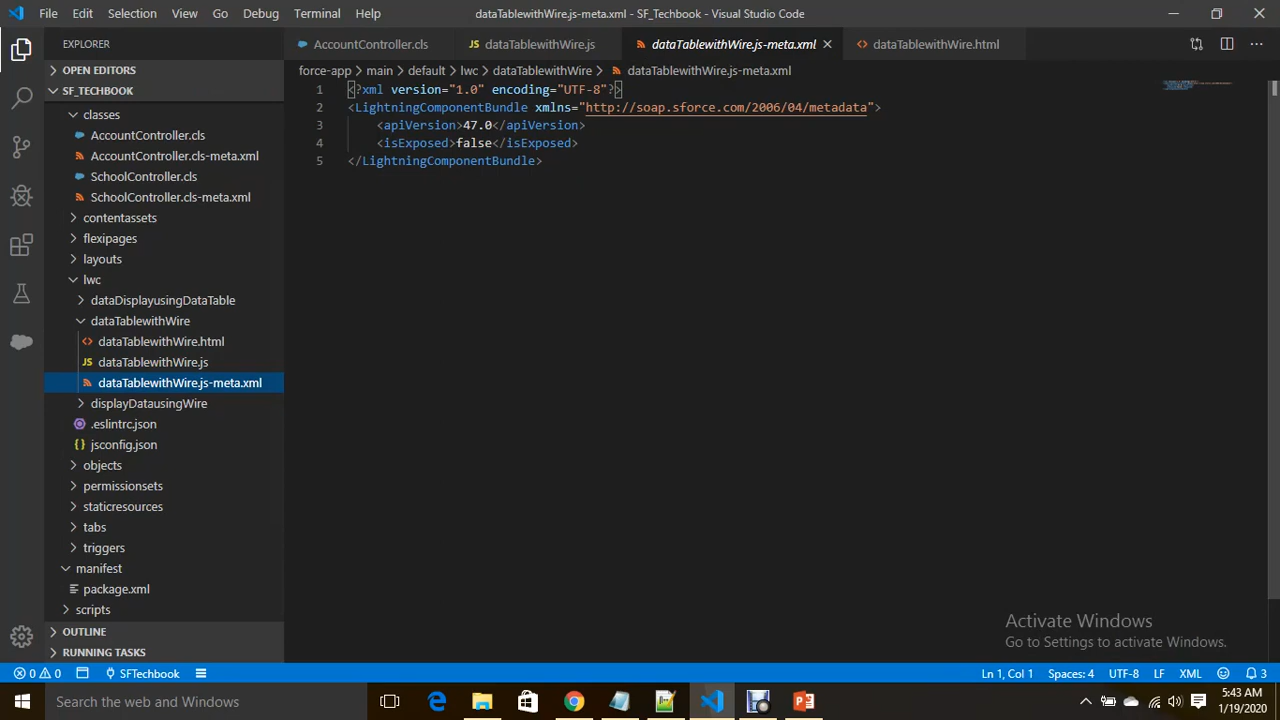 File Edit Selection View Go Debug Terminal Help
dataTablewithWire.js-meta.xml - SF_Techbook - Visual Studio Code
EXPLORER
AccountController.cls
JS dataTablewithWire.js
dataTablewithWire.js-meta.xml
dataTablewithWire.html
OPEN EDITORS
force-app > main > default > lwc > dataTablewithWire > dataTablewithWire.js-meta.xml
SF_TECHBOOK
classes
AccountController.cls
AccountController.cls-meta.xml
SchoolController.cls
SchoolController.cls-meta.xml
contentassets
flexipages
layouts
lwc
dataDisplayusingDataTable
dataTablewithWire
dataTablewithWire.html
JS dataTablewithWire.js
dataTablewithWire.js-meta.xml
displayDatausingWire
.eslintrc.json
{} jsconfig.json
objects
permissionsets
staticresources
tabs
triggers
manifest
package.xml
scripts
OUTLINE
RUNNING TASKS
1 <?xml version="1.0" encoding="UTF-8"?>
2 <LightningComponentBundle xmlns="http://soap.sforce.com/2006/04/metadata">
3 <apiVersion>47.0</apiVersion>
4 <isExposed>false</isExposed>
5 </LightningComponentBundle>
Activate Windows
Go to Settings to activate Windows.
0 0 SFTechbook
Ln 1, Col 1 Spaces: 4 UTF-8 LF XML 3
Search the web and Windows
5:43 AM
1/19/2020